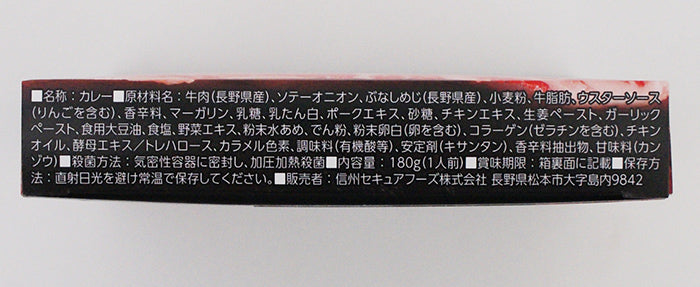 ■名称：カレー■原材料名：牛肉(長野県産)、ソテーオニオン、ぶなしめじ(長野県産)、小麦粉、牛脂肪、ウスターソース
(りんごを含む)、香辛料、マーガリン、乳糖、乳たん白、ポークエキス、砂糖、チキンエキス、生姜ペースト、ガーリック
ペースト、食用大豆油、食塩、野菜エキス、粉末水あめ、でん粉、粉末卵白(卵を含む)、コラーゲン(ゼラチンを含む)、チキン
オイル、酵母エキス／トレハロース、カラメル色素、調味料(有機酸等)、安定剤(キサンタン)、香辛料抽出物、甘味料(カ
ンゾウ)■殺菌方法：気密性容器に密封し、加圧加熱殺菌■内容量：180g(1人前)■賞味期限：箱裏面に記載■保存方
法：直射日光を避け常温で保存してください。■販売者：信州セキュアフーズ株式会社 長野県松本市大字島内9842